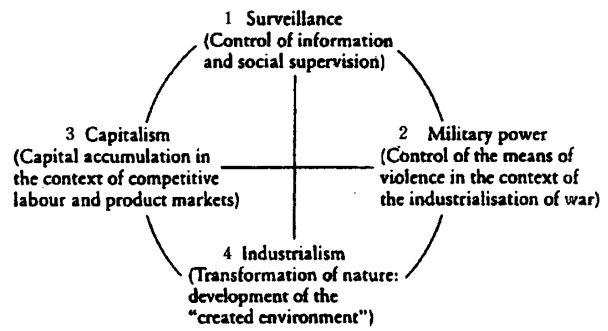 1 Surveillance
(Control of information
and social supervision)
3 Capitalism
(Capital accumulation in
the context of competitive
labour and product markets)
2 Military power
(Control of the means of
violence in the context of
the industrialisation of war)
4 Industrialism
(Transformation of nature:
development of the
“created environment”)